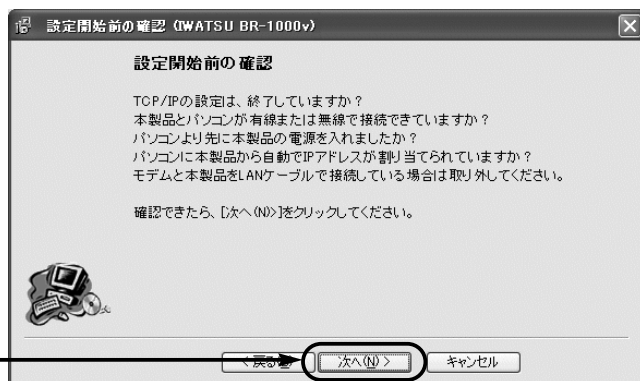 設定開始前の確認 (IWATSU BR-1000v)
設定開始前の確認
TCP/IPの設定は、終了していますか?
本製品とパソコンが有線または無線で接続できていますか?
パソコンより先に本製品の電源を入れましたか?
パソコンに本製品から自動でIPアドレスが割り当てられていますか?
モデムと本製品をLANケーブルで接続している場合は取り外してください。
確認できたら、[次へ(N)>]をクリックしてください。
< 戻る
次へ(N) >
キャンセル